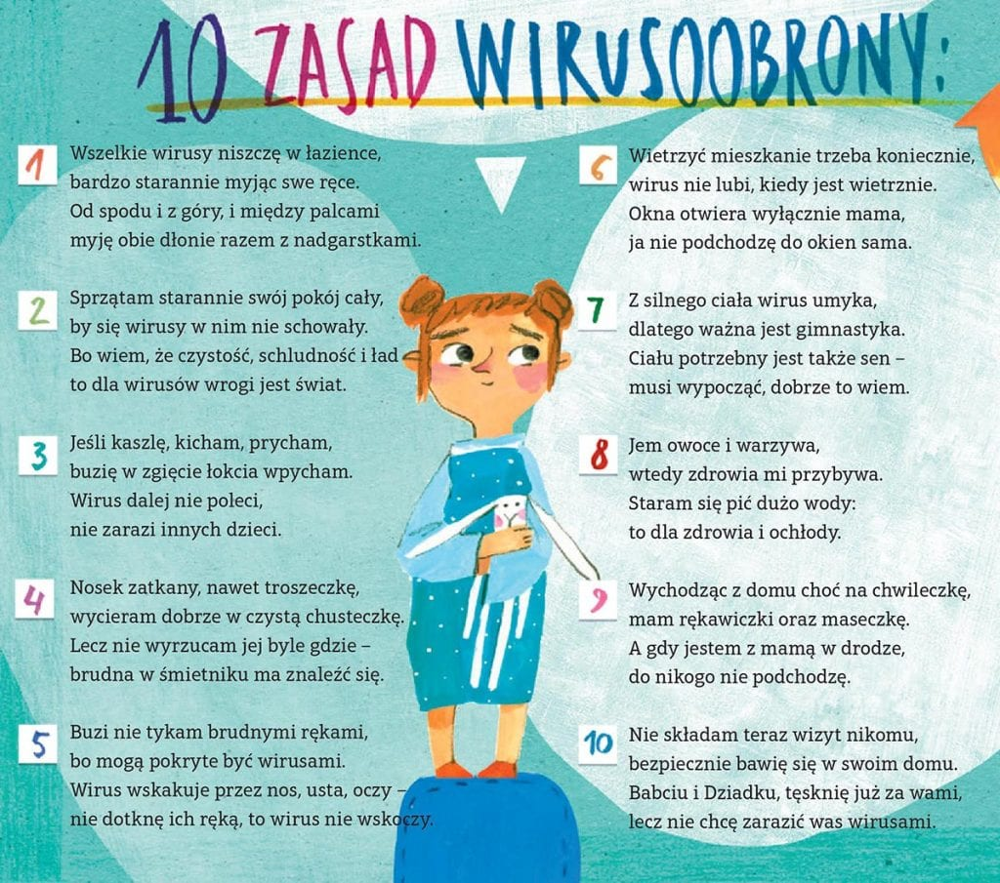 10 ZASAD WIRUSOOBRONY:
1
Wszelkie wirusy niszczę w łazience,
bardzo starannie myjąc swe ręce.
Od spodu i z góry, i między palcami
myję obie dłonie razem z nadgarstkami.
2
Sprzątam starannie swój pokój cały,
by się wirusy w nim nie schowały.
Bo wiem, że czystość, schludność i ład
to dla wirusów wrogi jest świat.
3
Jeśli kaszlę, kicham, prycham,
buzię w zgięcie łokcia wpycham.
Wirus dalej nie poleci,
nie zarazi innych dzieci.
4
Nosek zatkany, nawet troszeczkę,
wycieram dobrze w czystą chusteczkę.
Lecz nie wyrzucam jej byle gdzie –
brudna w śmietniku ma znaleźć się.
5
Buzi nie tykam brudnymi rękami,
bo mogą pokryte być wirusami.
Wirus wskakuje przez nos, usta, oczy –
nie dotknę ich ręką, to wirus nie wskoczy.
6
Wietrzyć mieszkanie trzeba koniecznie,
wirus nie lubi, kiedy jest wietrznie.
Okna otwiera wyłącznie mama,
ja nie podchodzę do okien sama.
7
Z silnego ciała wirus umyka,
dlatego ważna jest gimnastyka.
Ciału potrzebny jest także sen –
musi wypocząć, dobrze to wiem.
8
Jem owoce i warzywa,
wtedy zdrowia mi przybywa.
Staram się pić dużo wody:
to dla zdrowia i ochłody.
9
Wychodząc z domu choć na chwileczkę,
mam rękawiczki oraz maseczkę.
A gdy jestem z mamą w drodze,
do nikogo nie podchodzę.
10
Nie składam teraz wizyt nikomu,
bezpiecznie bawię się w swoim domu.
Babciu i Dziadku, tęsknię już za wami,
lecz nie chcę zarazić was wirusami.